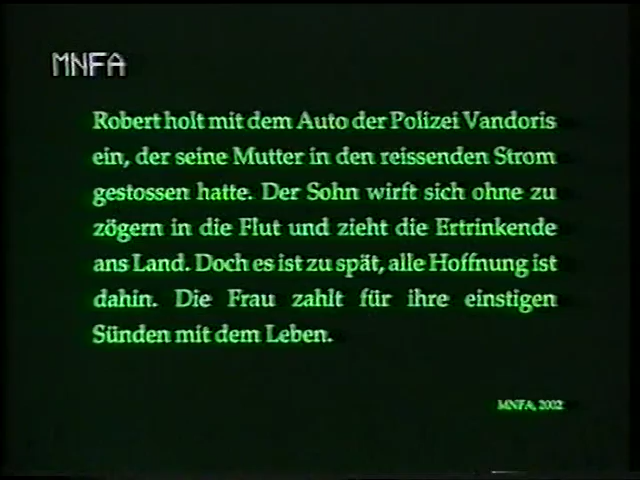 MNFA
Robert holt mit dem Auto der Polizei Vandoris
ein, der seine Mutter in den reissenden Strom
gestossen hatte. Der Sohn wirft sich ohne zu
zögern in die Flut und zieht die Ertrinkende
ans Land. Doch es ist zu spät, alle Hoffnung ist
dahin. Die Frau zahlt für ihre einstigen
Sünden mit dem Leben.
MNFA, 2002